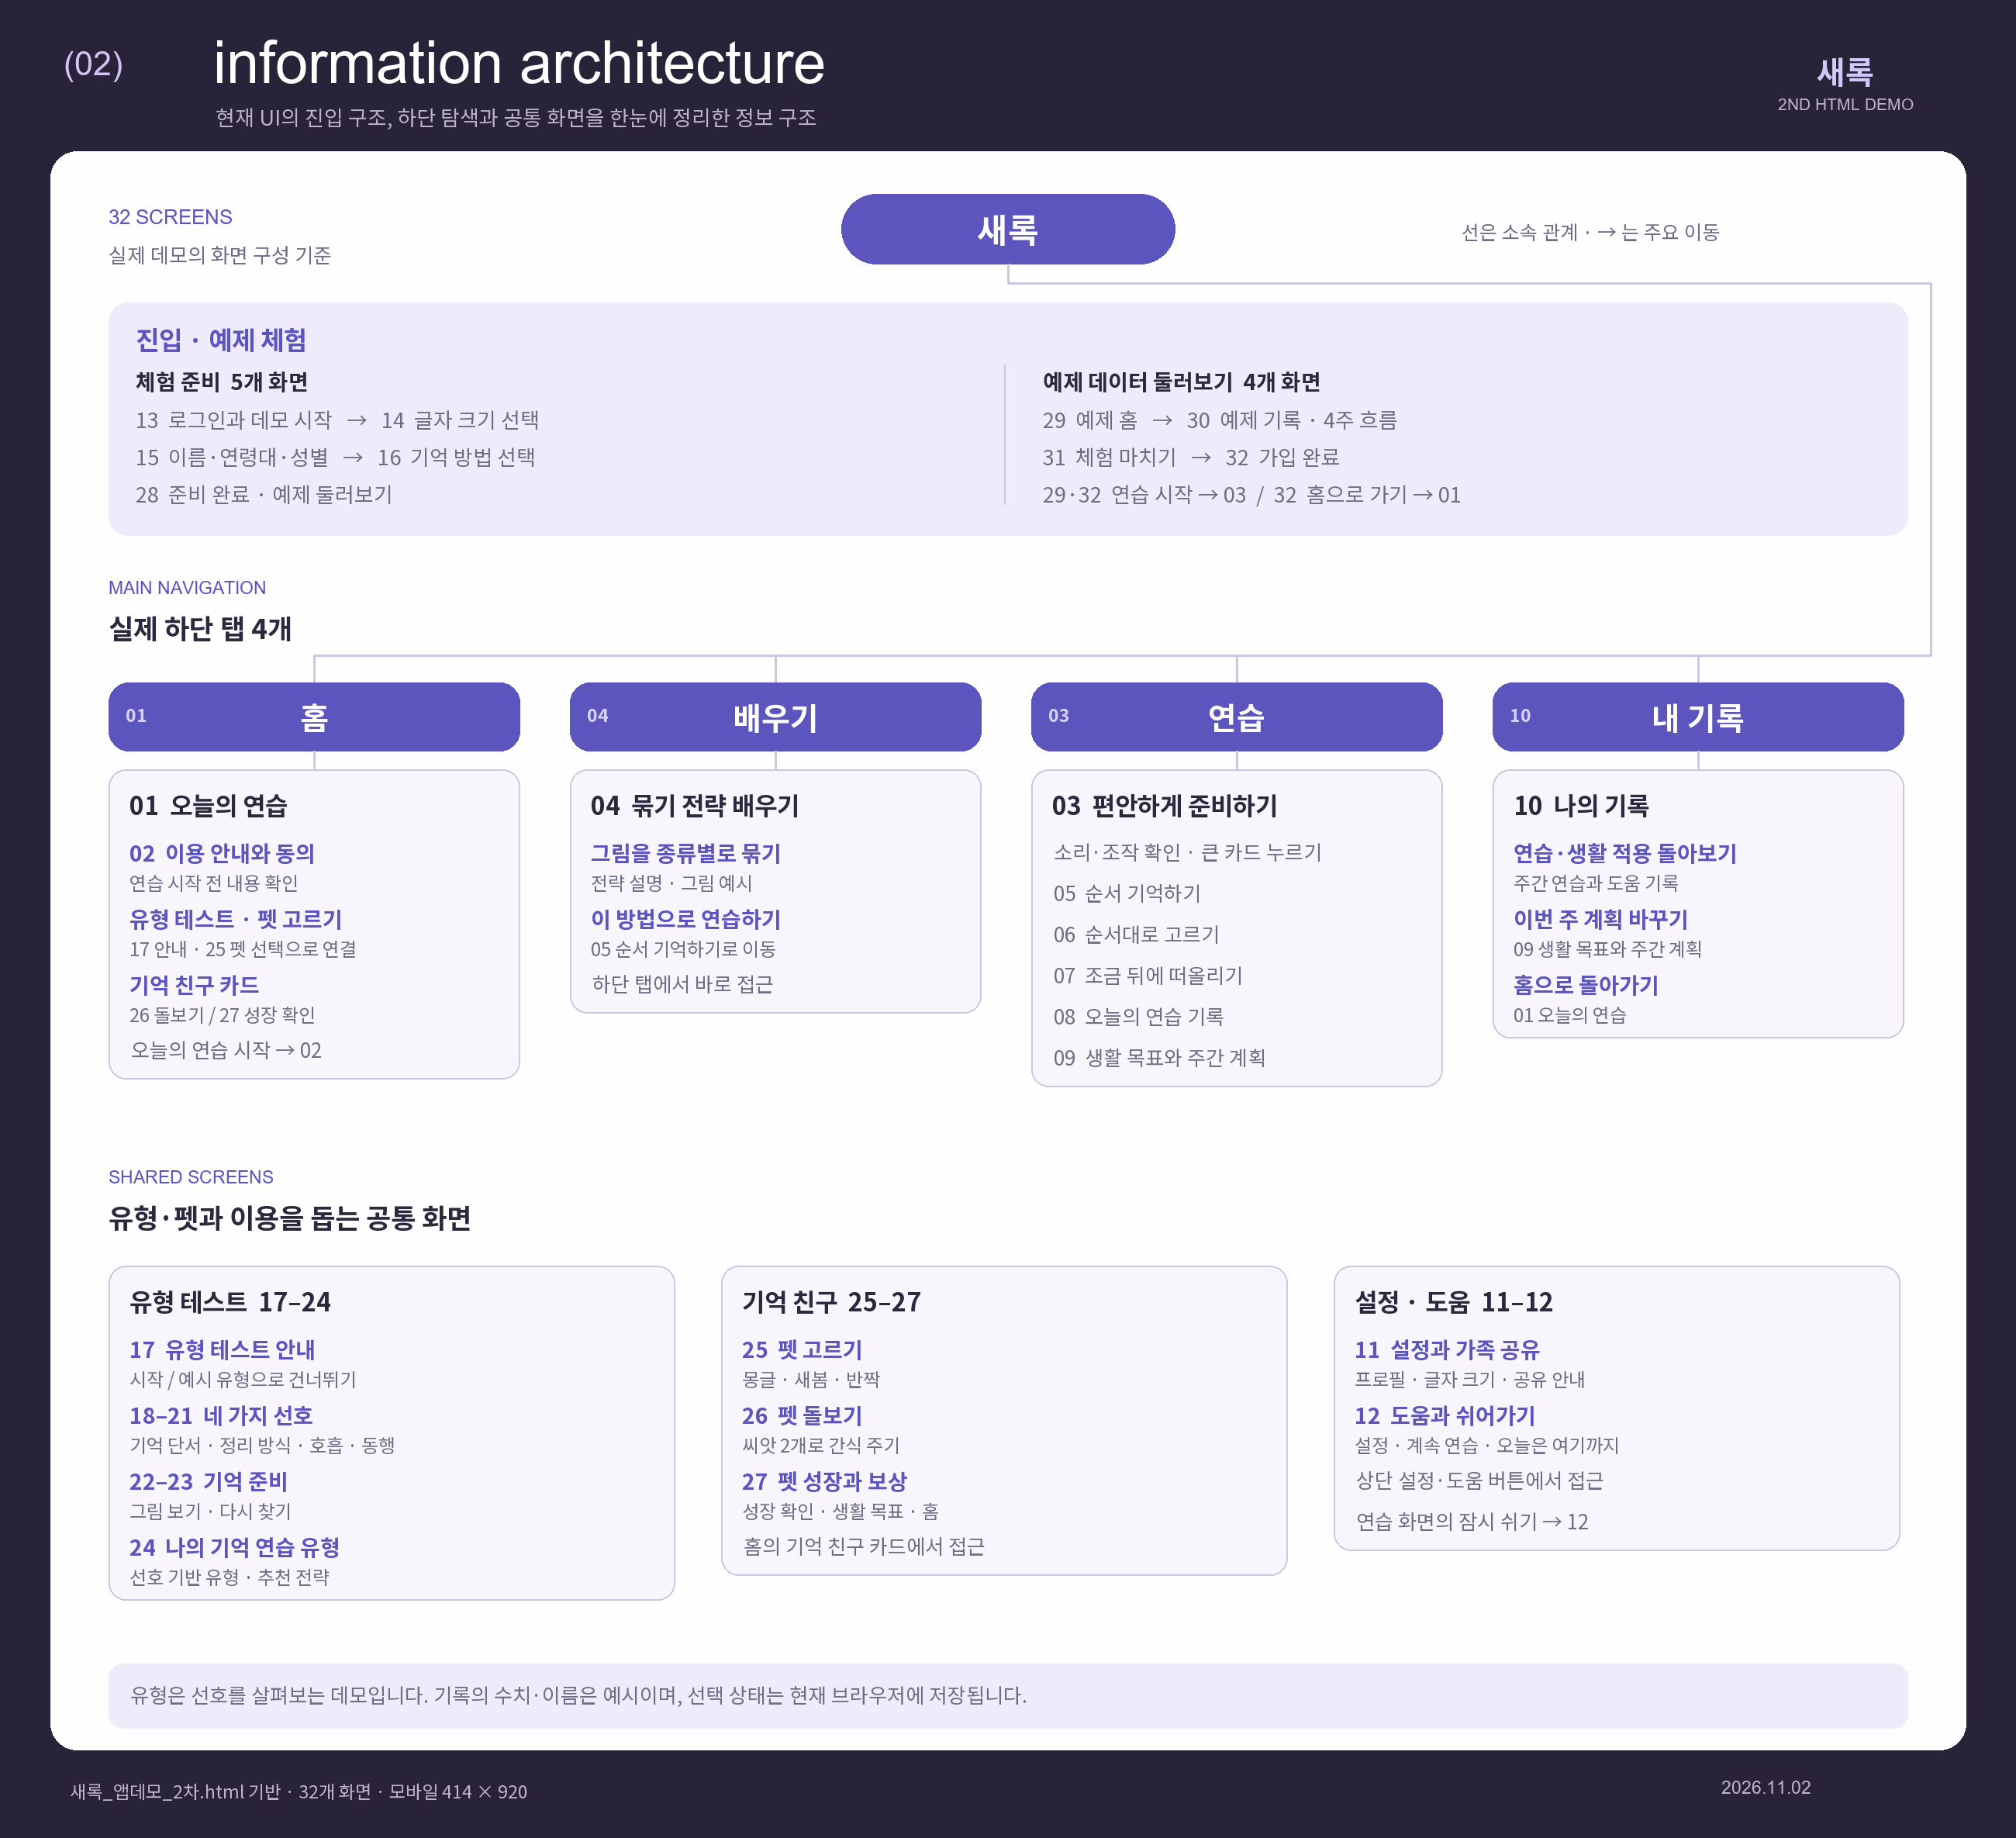 (02)
information architecture
현재 UI의 진입 구조, 하단 탐색과 공통 화면을 한눈에 정리한 정보 구조
새록
2ND HTML DEMO
32 SCREENS
실제 데모의 화면 구성 기준
새록
선은 소속 관계 · → 는 주요 이동
진입 · 예제 체험
체험 준비 5개 화면
13 로그인과 데모 시작 → 14 글자 크기 선택
15 이름·연령대·성별 → 16 기억 방법 선택
28 준비 완료 · 예제 둘러보기
예제 데이터 둘러보기 4개 화면
29 예제 홈 → 30 예제 기록 · 4주 흐름
31 체험 마치기 → 32 가입 완료
29·32 연습 시작 → 03 / 32 홈으로 가기 → 01
MAIN NAVIGATION
실제 하단 탭 4개
01 홈
01 오늘의 연습
02 이용 안내와 동의
연습 시작 전 내용 확인
유형 테스트 · 펫 고르기
17 안내 · 25 펫 선택으로 연결
기억 친구 카드
26 돌보기 / 27 성장 확인
오늘의 연습 시작 → 02
04 배우기
04 묶기 전략 배우기
그림을 종류별로 묶기
전략 설명 · 그림 예시
이 방법으로 연습하기
05 순서 기억하기로 이동
하단 탭에서 바로 접근
03 연습
03 편안하게 준비하기
소리·조작 확인 · 큰 카드 누르기
05 순서 기억하기
06 순서대로 고르기
07 조금 뒤에 떠올리기
08 오늘의 연습 기록
09 생활 목표와 주간 계획
10 내 기록
10 나의 기록
연습·생활 적용 돌아보기
주간 연습과 도움 기록
이번 주 계획 바꾸기
09 생활 목표와 주간 계획
홈으로 돌아가기
01 오늘의 연습
SHARED SCREENS
유형·펫과 이용을 돕는 공통 화면
유형 테스트 17–24
17 유형 테스트 안내
시작 / 예시 유형으로 건너뛰기
18–21 네 가지 선호
기억 단서 · 정리 방식 · 호흡 · 동행
22–23 기억 준비
그림 보기 · 다시 찾기
24 나의 기억 연습 유형
선호 기반 유형 · 추천 전략
기억 친구 25–27
25 펫 고르기
몽글 · 새봄 · 반짝
26 펫 돌보기
씨앗 2개로 간식 주기
27 펫 성장과 보상
성장 확인 · 생활 목표 · 홈
홈의 기억 친구 카드에서 접근
설정 · 도움 11–12
11 설정과 가족 공유
프로필 · 글자 크기 · 공유 안내
12 도움과 쉬어가기
설정 · 계속 연습 · 오늘은 여기까지
상단 설정·도움 버튼에서 접근
연습 화면의 잠시 쉬기 → 12
유형은 선호를 살펴보는 데모입니다. 기록의 수치·이름은 예시이며, 선택 상태는 현재 브라우저에 저장됩니다.
새록_앱데모_2차.html 기반 · 32개 화면 · 모바일 414 × 920
2026.11.02